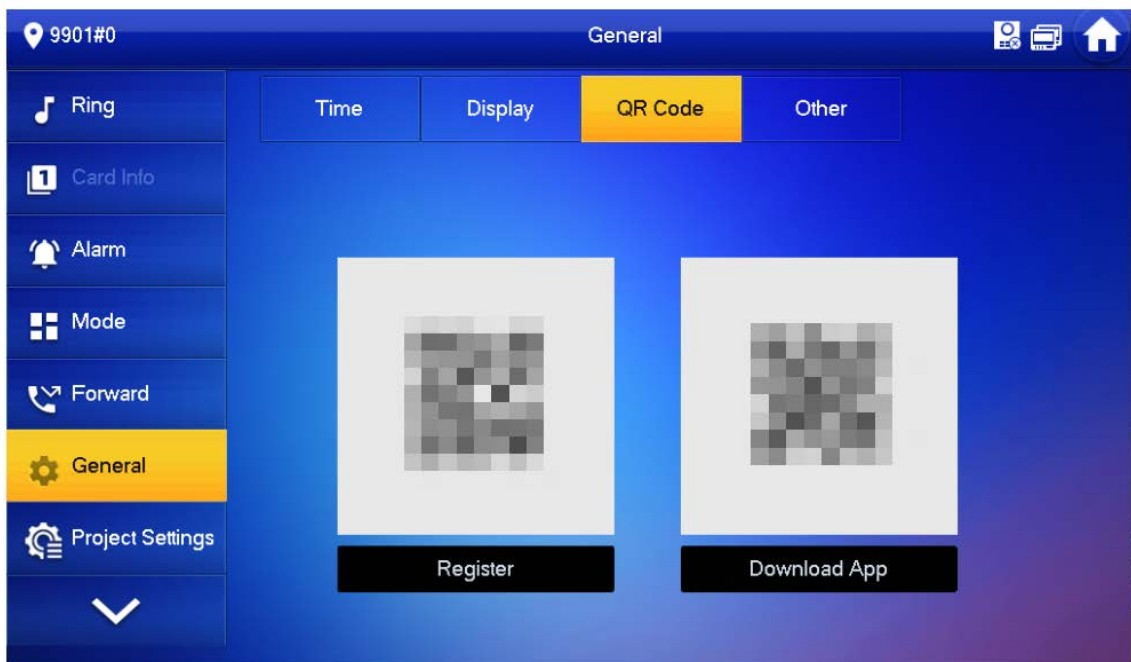 9901#0
General
Ring
Time
Display
QR Code
Other
1
Card Info
Alarm
Mode
Forward
General
Project Settings
Register
Download App